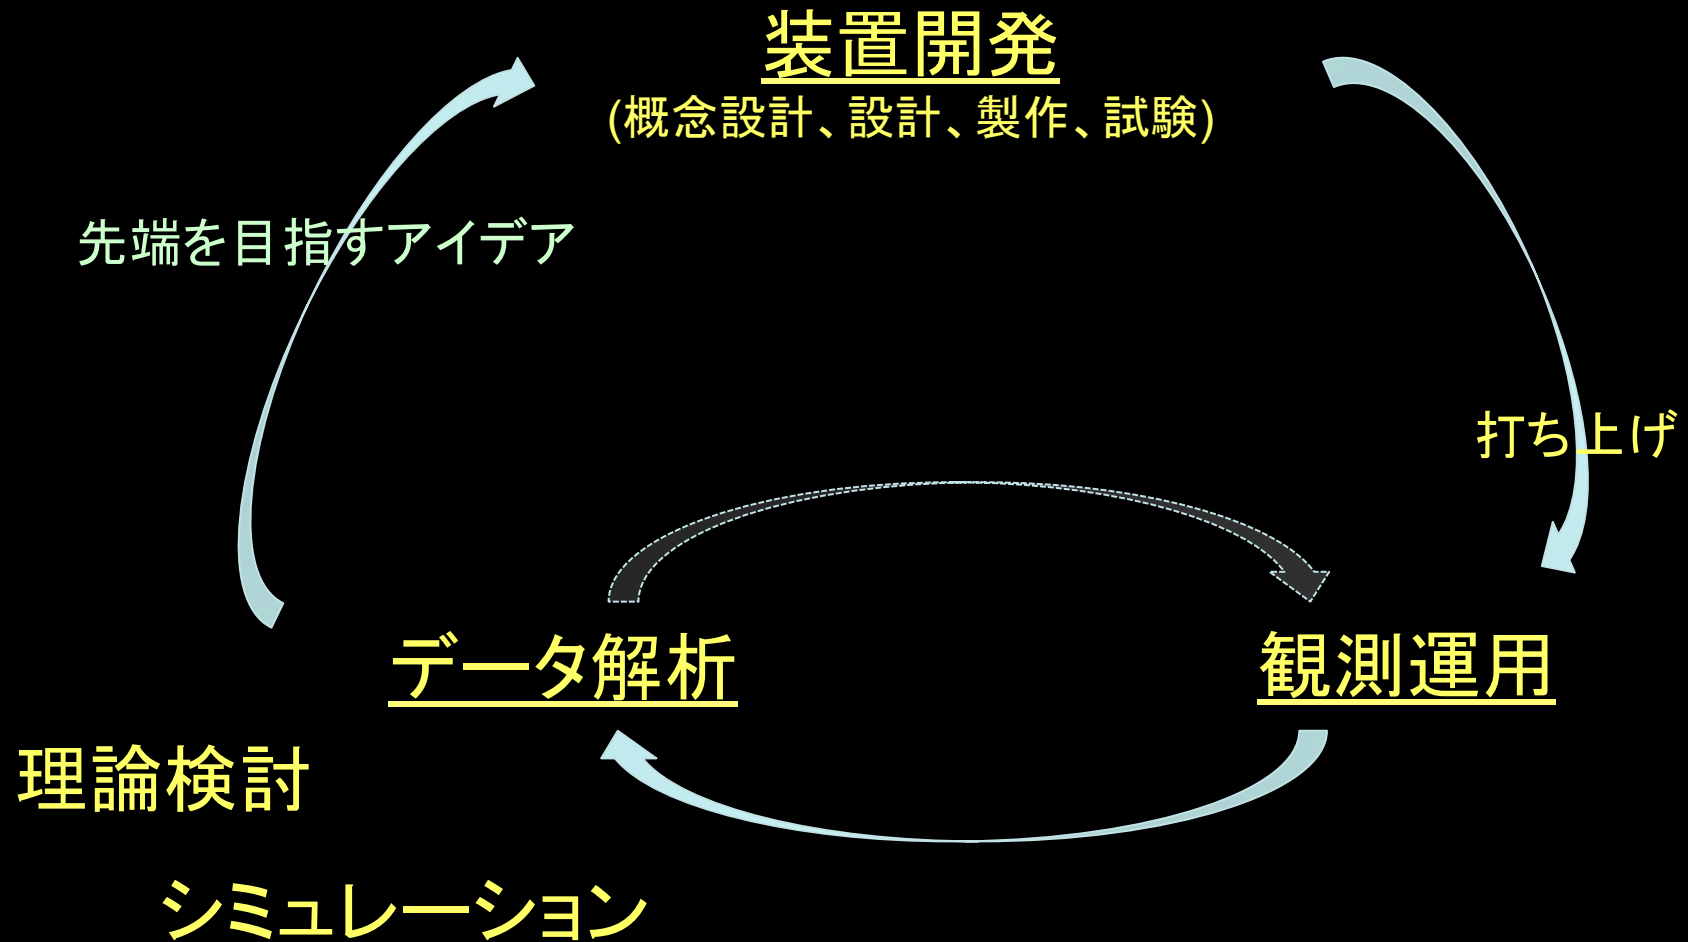 装置開発
(概念設計、設計、製作、試験)
先端を目指すアイデア
打ち上げ
データ解析
観測運用
理論検討
シミュレーション